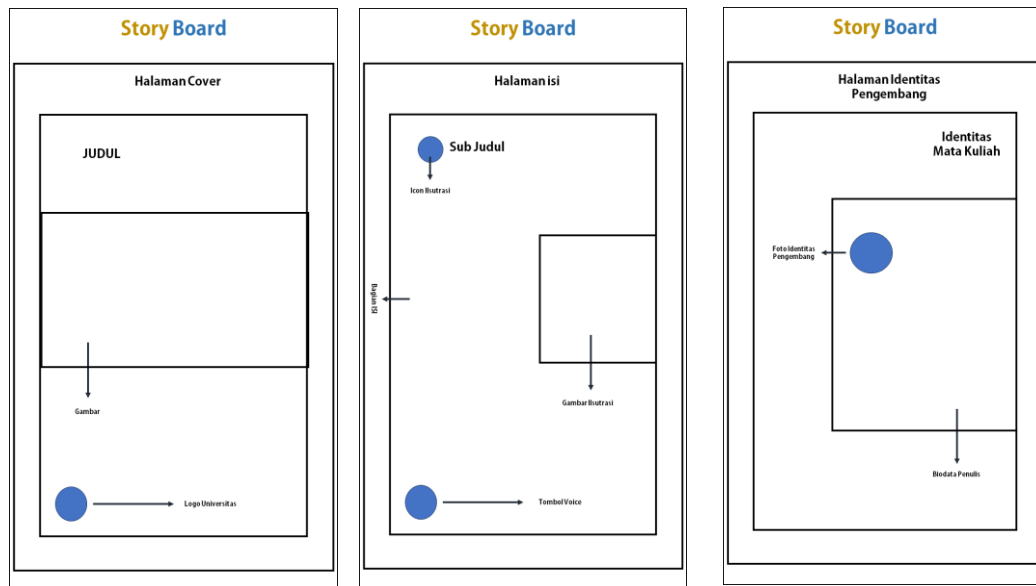 Story Board
Halaman Cover
JUDUL
Gambar
Logo Universitas
Story Board
Halaman isi
Sub Judul
Icon Ilsutrasi
Bagian ISI
Gambar Ilsutrasi
Tombol Voice
Story Board
Halaman Identitas
Pengembang
Identitas
Mata Kuliah
Foto Identitas
Pengembang
Biodata Penulis